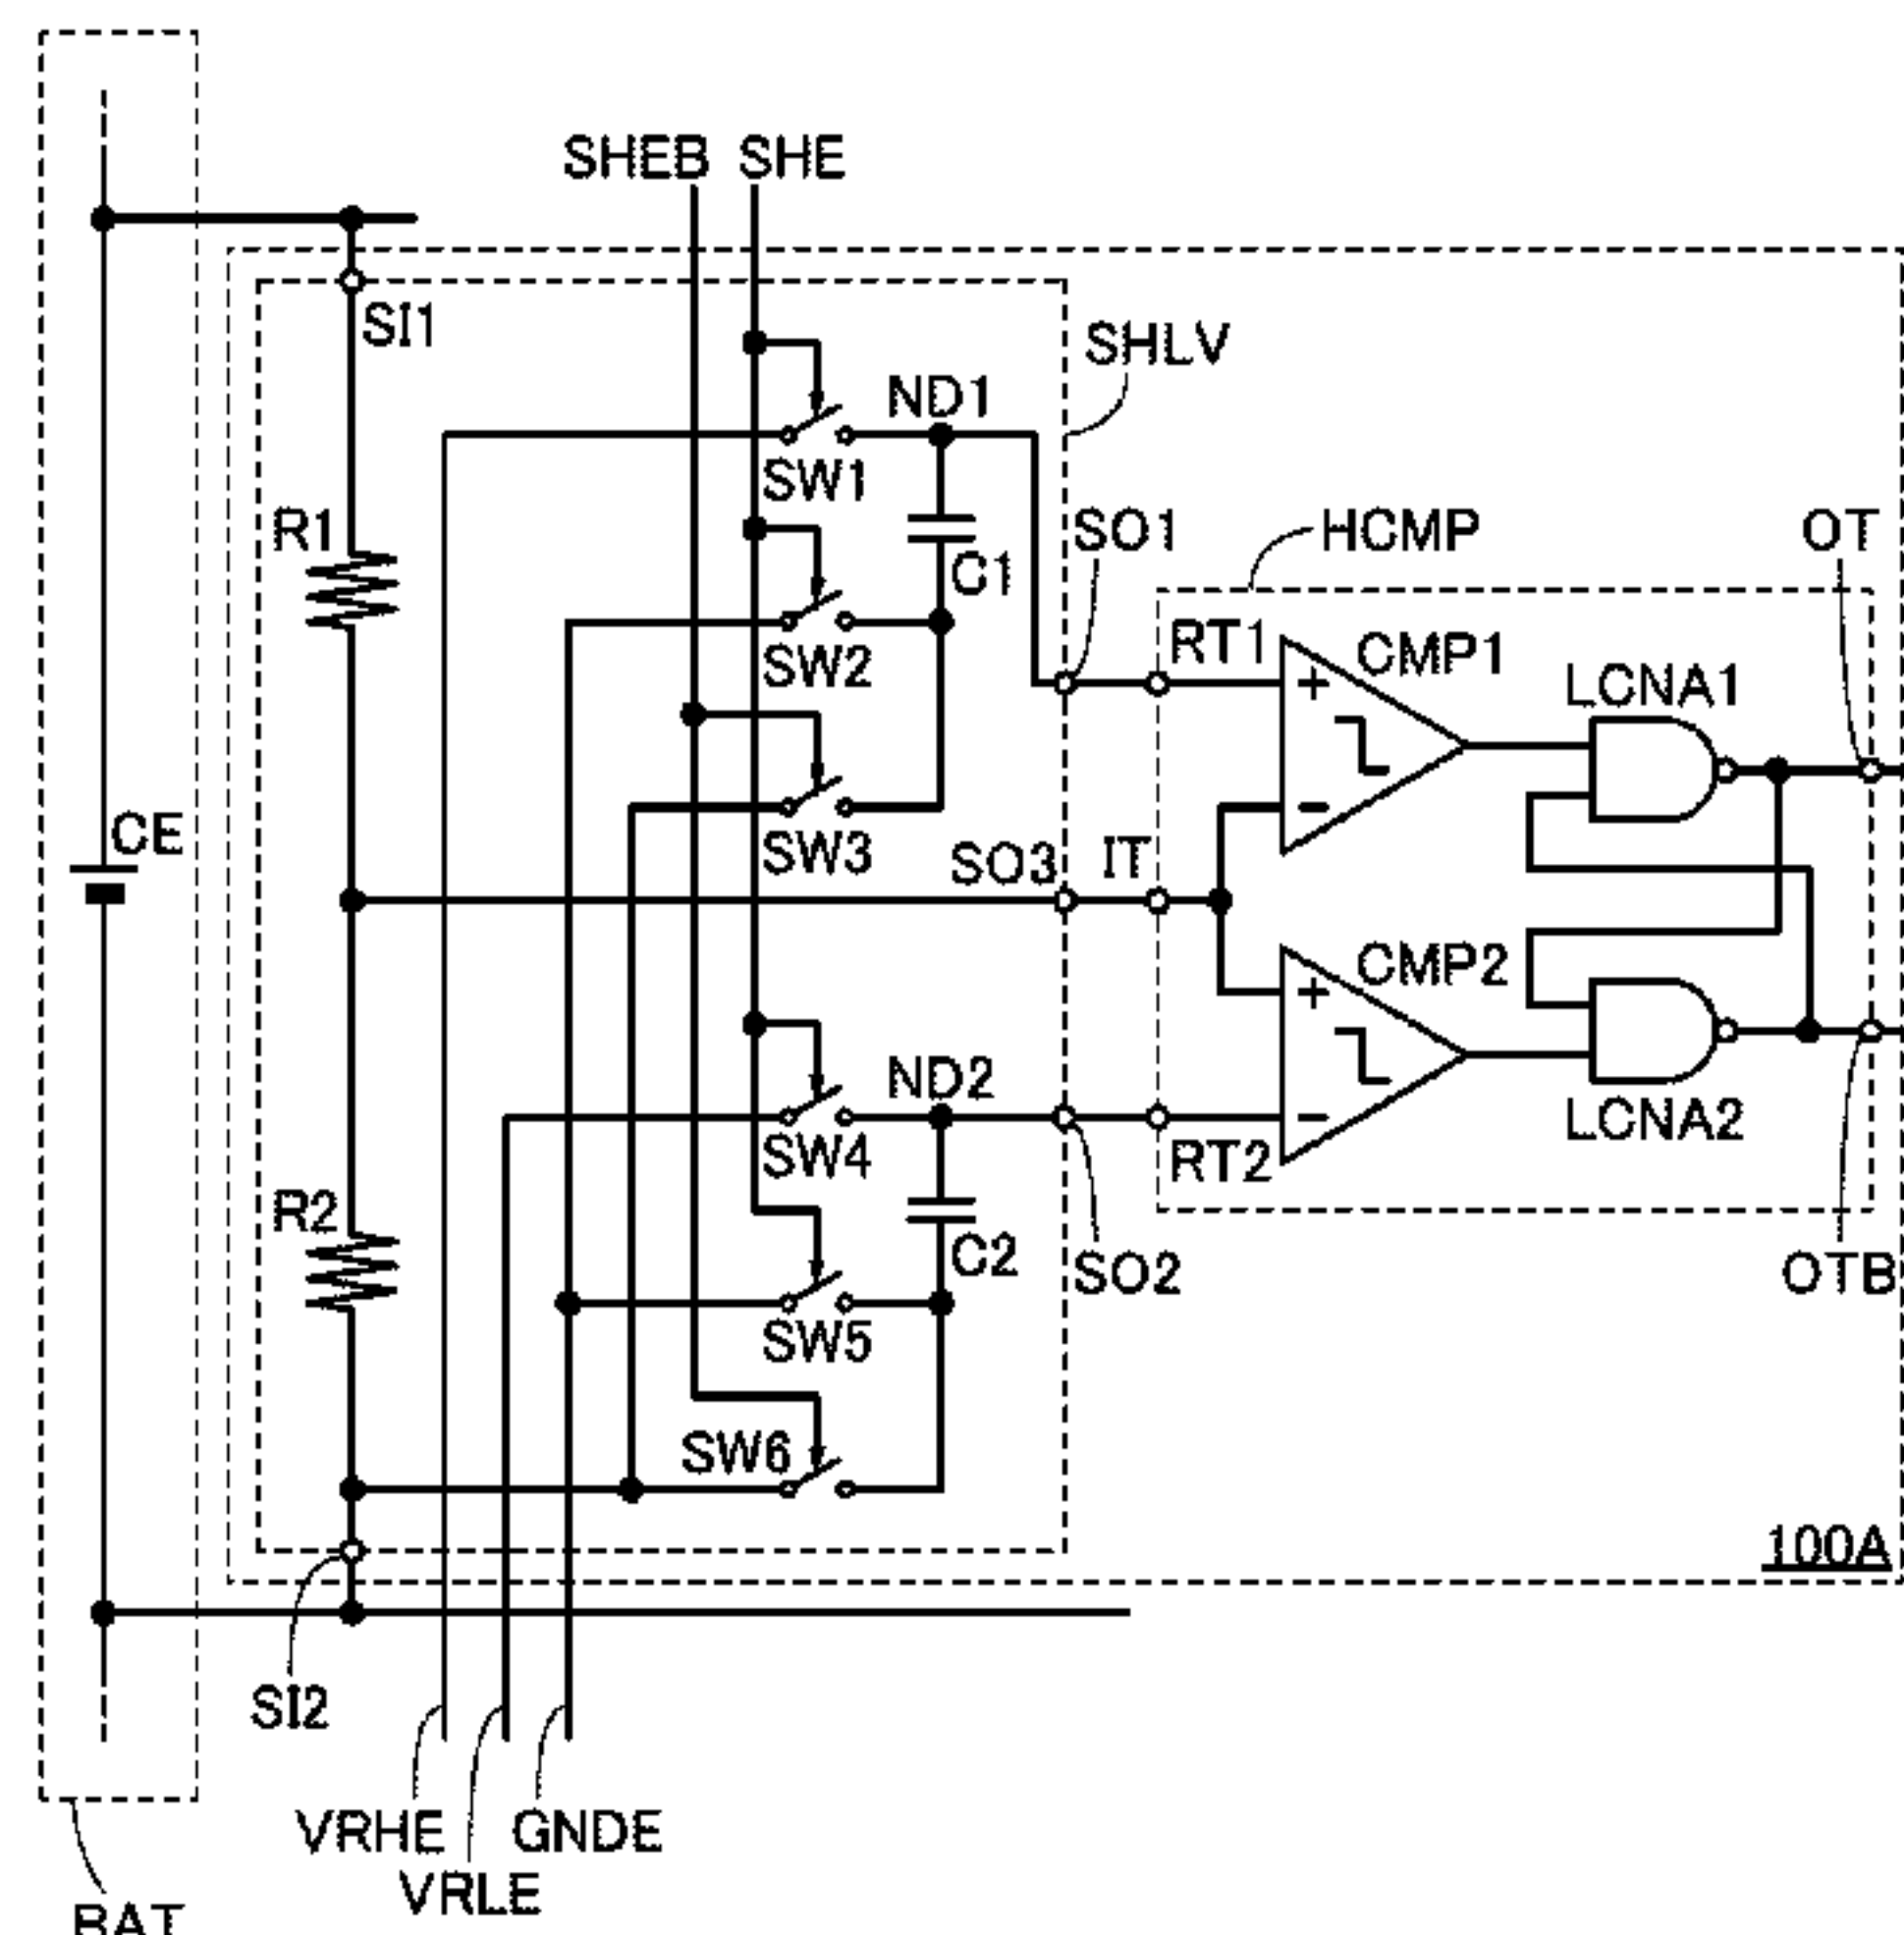 SHEB SHE
SI1
SHLV
ND1
SW1
R1
C1
SO1
HCMP
OT
SW2
RT1
CMP1
LCNA1
CE
SW3
SO3
IT
CMP2
ND2
SW4
RT2
LCNA2
R2
C2
SO2
OTB
SW5
SW6
100A
SI2
VRHE
GNDE
VRLE
BAT